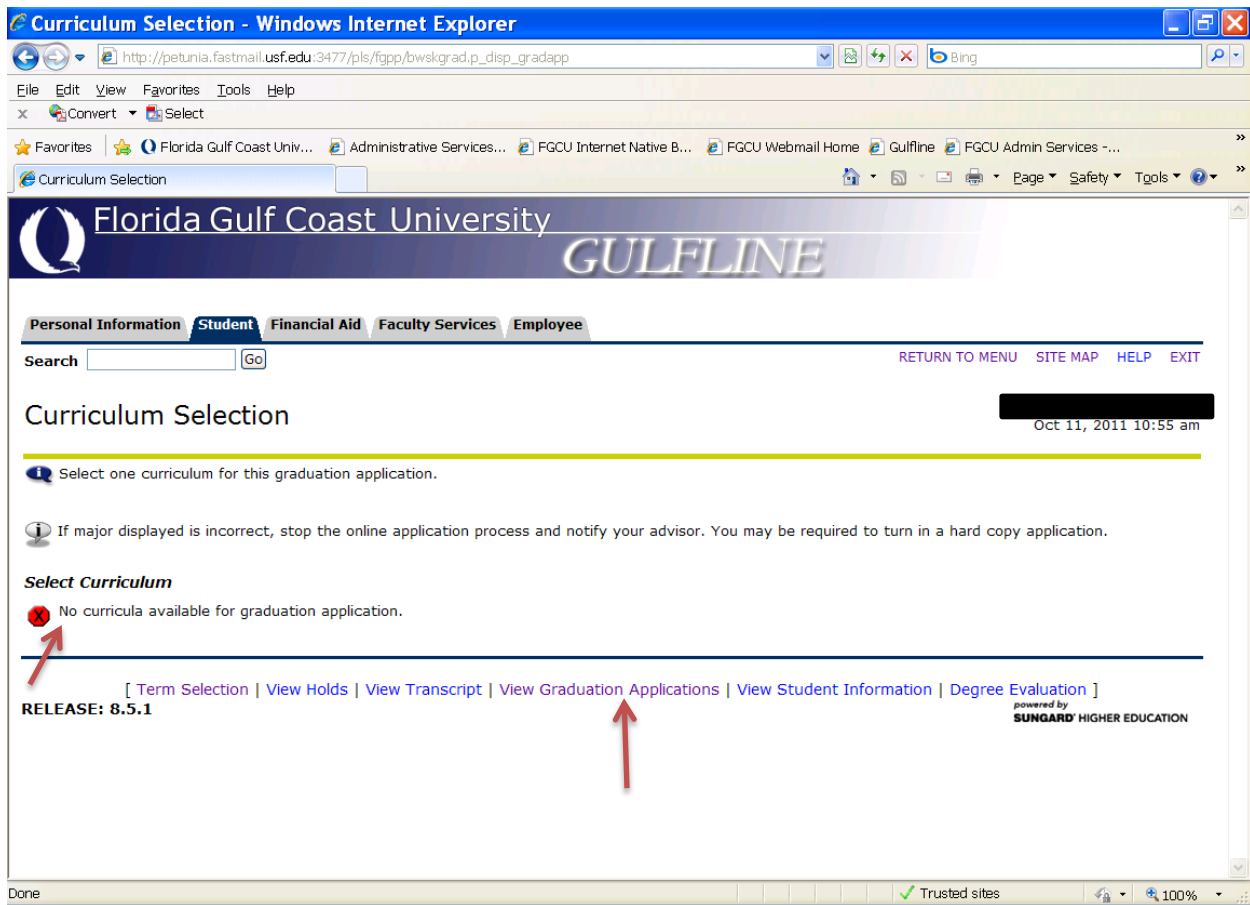 Curriculum Selection - Windows Internet Explorer
http://petunia.fastmail.usf.edu:3477/pls/fgpp/bwskgrad.p_disp_gradapp
Bing
File Edit View Favorites Tools Help
x Convert Select
Favorites Florida Gulf Coast Univ... Administrative Services... FGCU Internet Native B... FGCU Webmail Home Gulfline FGCU Admin Services -... »
Curriculum Selection Page Safety Tools »
Florida Gulf Coast University
GULFLINE
Personal Information Student Financial Aid Faculty Services Employee
Search Go RETURN TO MENU SITE MAP HELP EXIT
Curriculum Selection
Oct 11, 2011 10:55 am
Select one curriculum for this graduation application.
If major displayed is incorrect, stop the online application process and notify your advisor. You may be required to turn in a hard copy application.
Select Curriculum
X No curricula available for graduation application.
[ Term Selection | View Holds | View Transcript | View Graduation Applications | View Student Information | Degree Evaluation ]
RELEASE: 8.5.1
powered by
SUNGARD' HIGHER EDUCATION
Done Trusted sites 100%